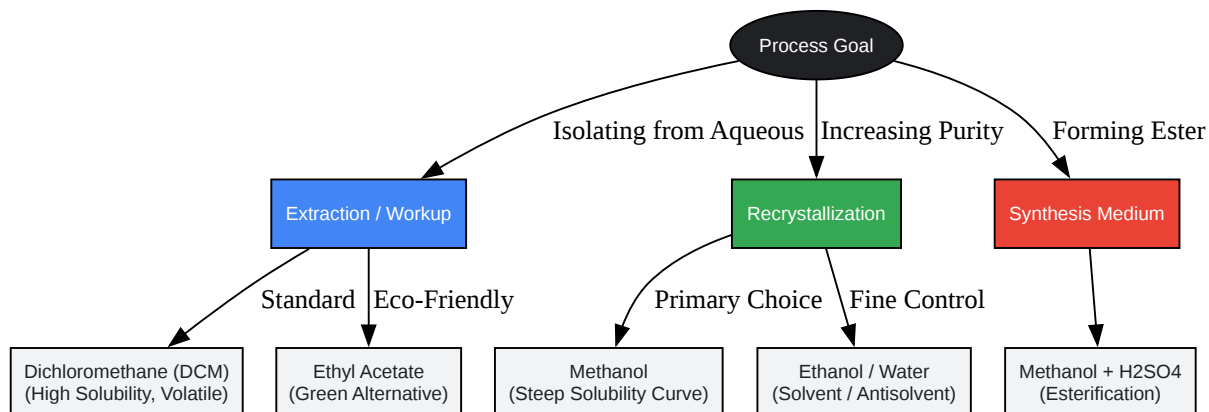 Process Goal
Isolating from Aqueous
Increasing Purity
Forming Ester
Extraction / Workup
Recrystallization
Synthesis Medium
Standard
Eco-Friendly
Primary Choice
Fine Control
Dichloromethane (DCM)
(High Solubility, Volatile)
Ethyl Acetate
(Green Alternative)
Methanol
(Steep Solubility Curve)
Ethanol / Water
(Solvent / Antisolvent)
Methanol + H2SO4
(Esterification)